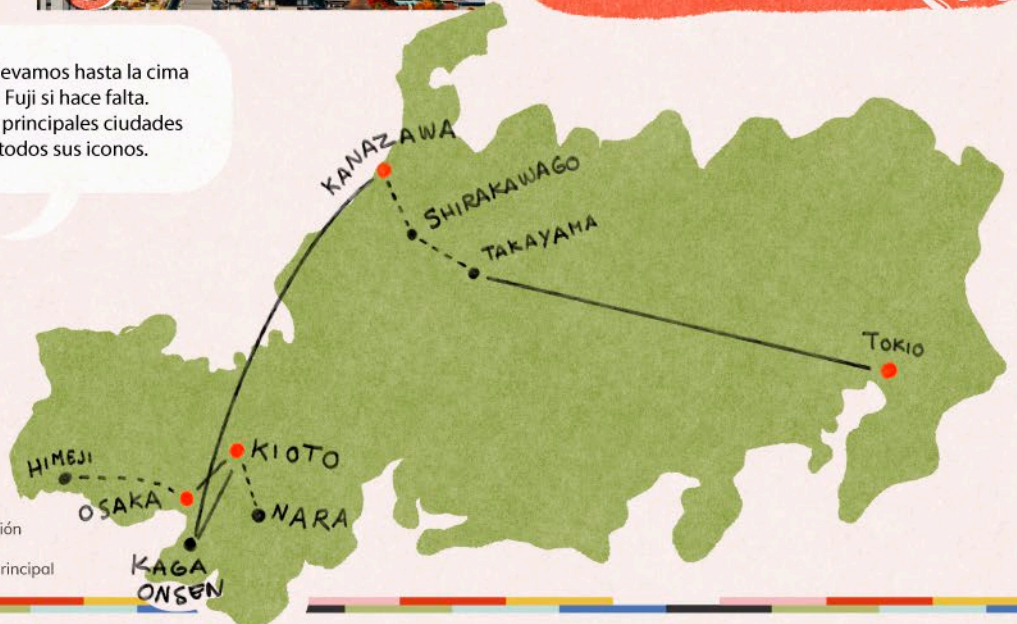 evamos hasta la cima
Fuji si hace falta.
principales ciudades
todos sus iconos.
KANAZAWA
SHIRAKAWAGO
TAKAYAMA
TOKIO
HIMEJI
KIOTO
OSAKA
NARA
ión
KAGA
ONSEN
rincipal